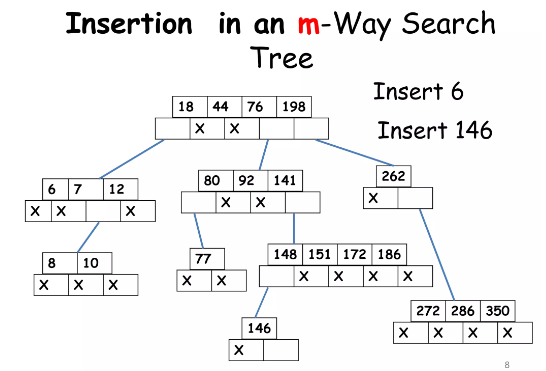 Insertion in an m-Way Search
Tree
Insert 6
Insert 146
18 44 76 198
X X
80 92 141
262
6 7 12
X X X
X X
X
8 10
77
148 151 172 186
X X X
X X
X X X X
272 286 350
146
X X X X
X
8